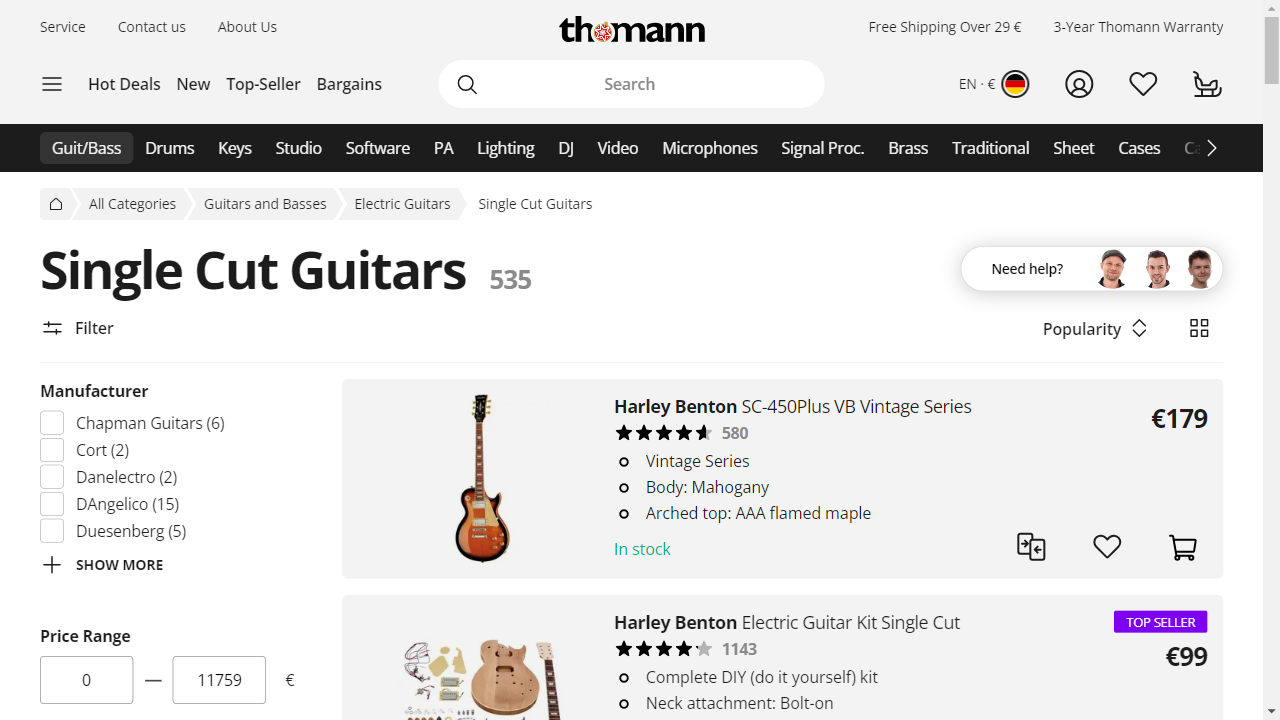 Service
Contact us
About Us
thomann
Free Shipping Over 29 €
3-Year Thomann Warranty
Hot Deals
New
Top-Seller
Bargains
Search
EN · €
Guit/Bass
Drums
Keys
Studio
Software
PA
Lighting
DJ
Video
Microphones
Signal Proc.
Brass
Traditional
Sheet
Cases
All Categories
Guitars and Basses
Electric Guitars
Single Cut Guitars
Single Cut Guitars 535
Need help?
Filter
Popularity
Manufacturer
Chapman Guitars (6)
Cort (2)
Danelectro (2)
DAngelico (15)
Duesenberg (5)
SHOW MORE
Price Range
0 — 11759 €
Harley Benton SC-450Plus VB Vintage Series
580
Vintage Series
Body: Mahogany
Arched top: AAA flamed maple
In stock
€179
Harley Benton Electric Guitar Kit Single Cut
1143
Complete DIY (do it yourself) kit
Neck attachment: Bolt-on
TOP SELLER
€99